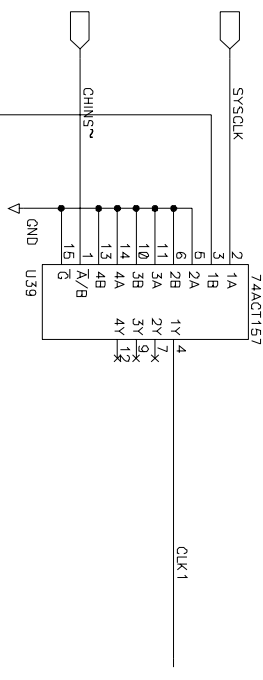 SYSCLK
CHINS~
GND
74ACT157
2 1A
3 1B
5 2A
6 2B
11 3A
10 3B
14 4A
13 4B
1 A/B
15 G
1Y 4
2Y 7
3Y 9
4Y 12
U39
CLK1